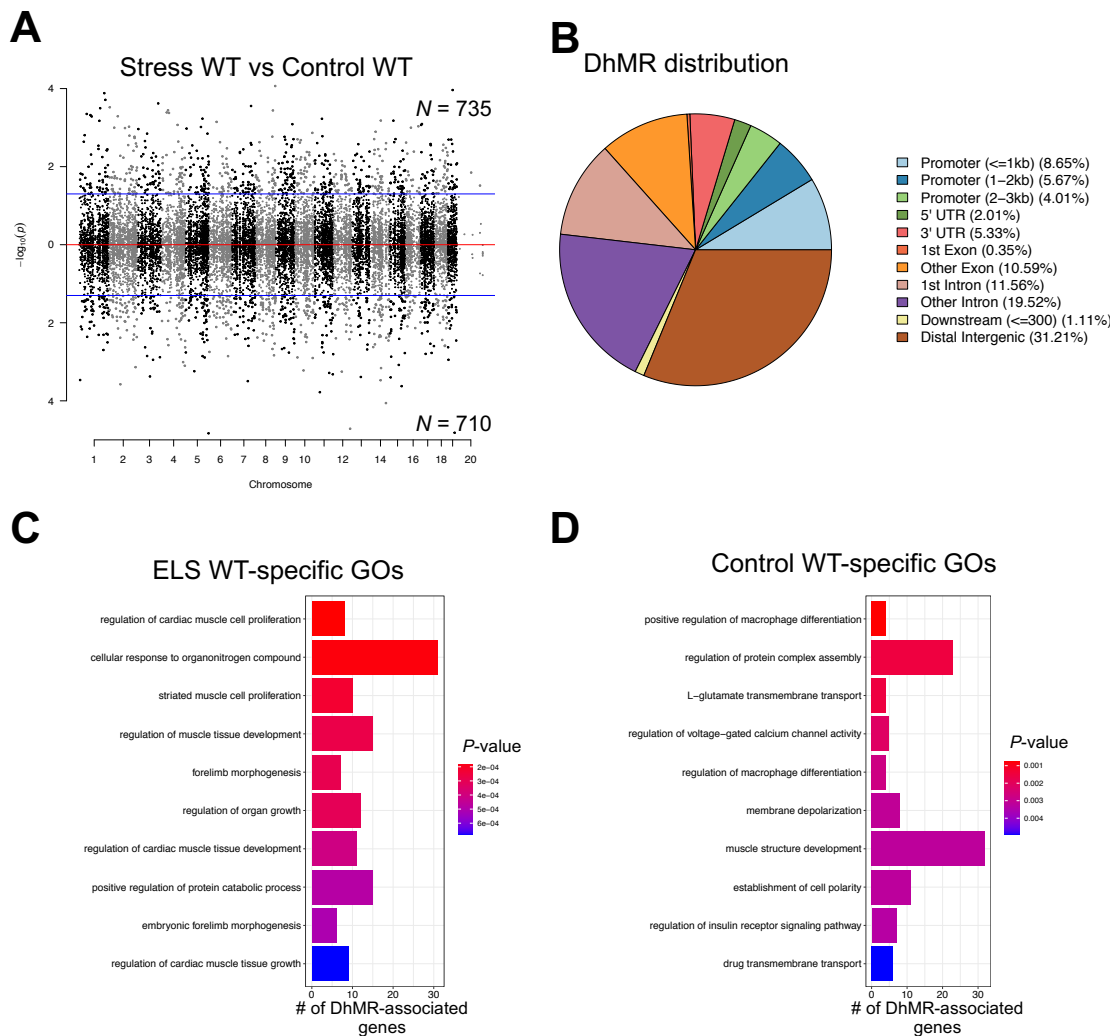 A
Stress WT vs Control WT
N = 735
4
2
0
2
4
−log₁₀(p)
N = 710
1 2 3 4 5 6 7 8 9 10 12 14 16 18 20
Chromosome
B
DhMR distribution
Promoter (<=1kb) (8.65%)
Promoter (1−2kb) (5.67%)
Promoter (2−3kb) (4.01%)
5' UTR (2.01%)
3' UTR (5.33%)
1st Exon (0.35%)
Other Exon (10.59%)
1st Intron (11.56%)
Other Intron (19.52%)
Downstream (<=300) (1.11%)
Distal Intergenic (31.21%)
C
ELS WT-specific GOs
regulation of cardiac muscle cell proliferation
cellular response to organonitrogen compound
striated muscle cell proliferation
regulation of muscle tissue development
forelimb morphogenesis
regulation of organ growth
regulation of cardiac muscle tissue development
positive regulation of protein catabolic process
embryonic forelimb morphogenesis
regulation of cardiac muscle tissue growth
0 10 20 30
# of DhMR-associated
genes
P-value
2e−04
3e−04
4e−04
5e−04
6e−04
D
Control WT-specific GOs
positive regulation of macrophage differentiation
regulation of protein complex assembly
L−glutamate transmembrane transport
regulation of voltage−gated calcium channel activity
regulation of macrophage differentiation
membrane depolarization
muscle structure development
establishment of cell polarity
regulation of insulin receptor signaling pathway
drug transmembrane transport
0 10 20 30
# of DhMR-associated
genes
P-value
0.001
0.002
0.003
0.004